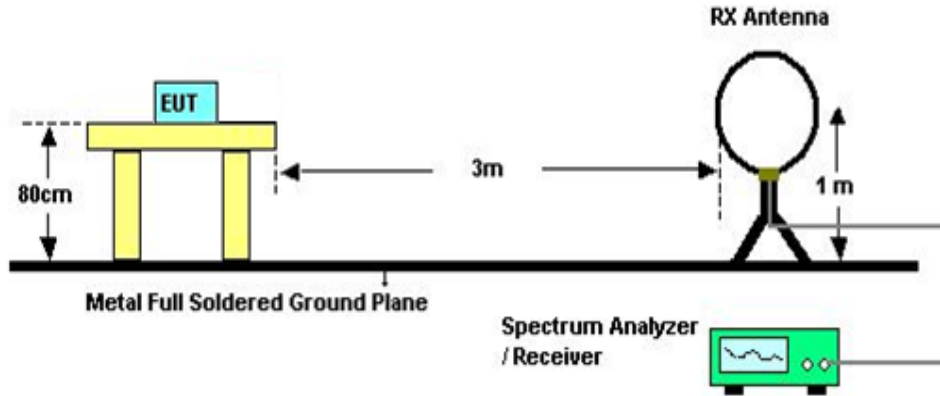 RX Antenna
EUT
3m
80cm
1 m
Metal Full Soldered Ground Plane
Spectrum Analyzer
/ Receiver